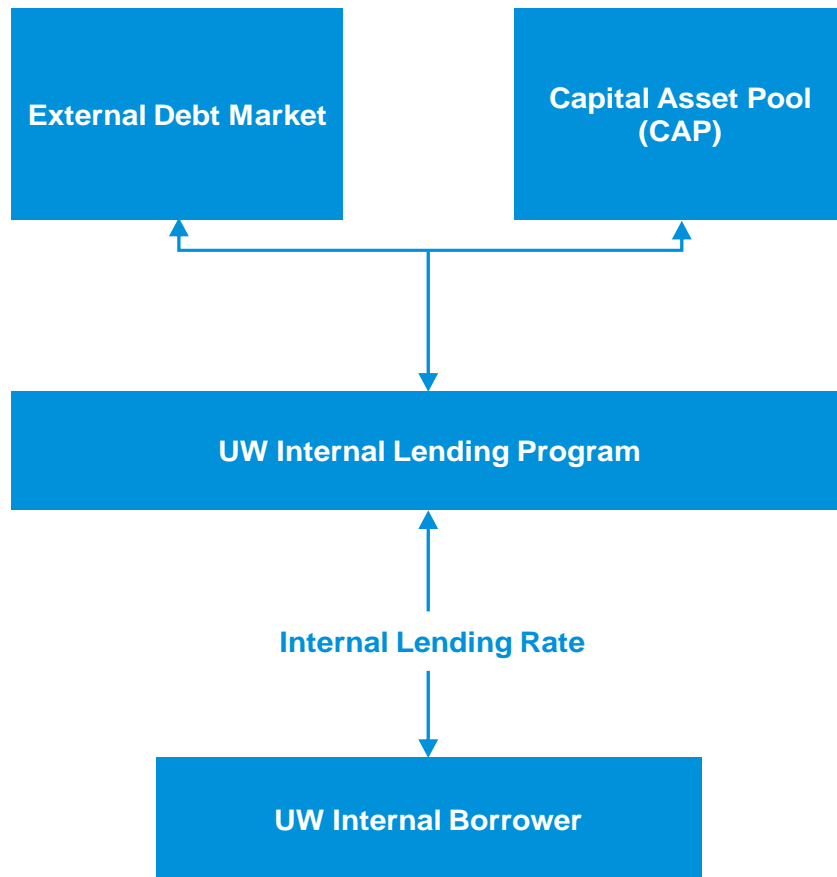 External Debt Market
Capital Asset Pool
(CAP)
UW Internal Lending Program
Internal Lending Rate
UW Internal Borrower